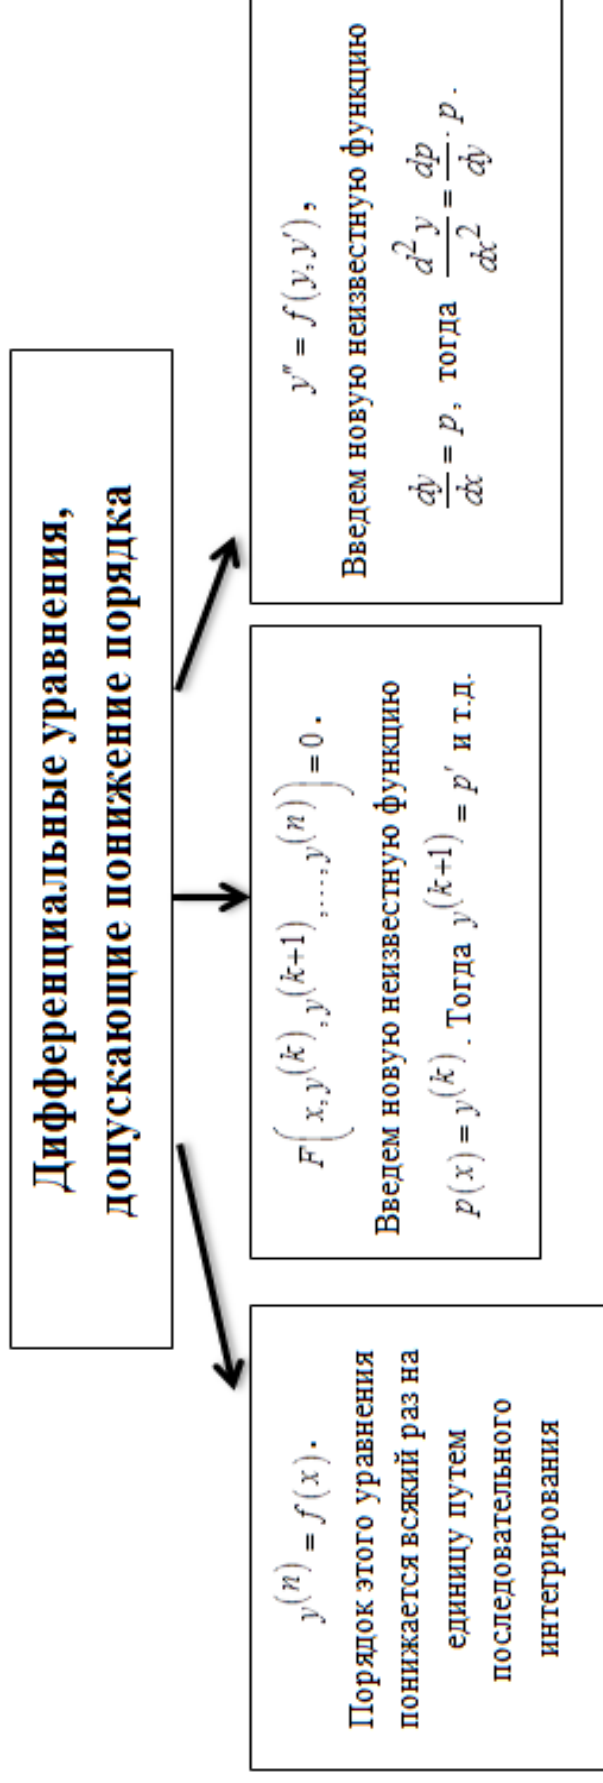 Дифференциальные уравнения,
допускающие понижение порядка
y^(n) = f(x).
Порядок этого уравнения
понижается всякий раз на
единицу путем
последовательного
интегрирования
F(x, y^(k), y^(k+1), ..., y^(n)) = 0.
Введем новую неизвестную функцию
p(x) = y^(k). Тогда y^(k+1) = p' и т.д.
y" = f(y, y'),
Введем новую неизвестную функцию
dy/dx = p, тогда d²y/dx² = dp/dy · p.